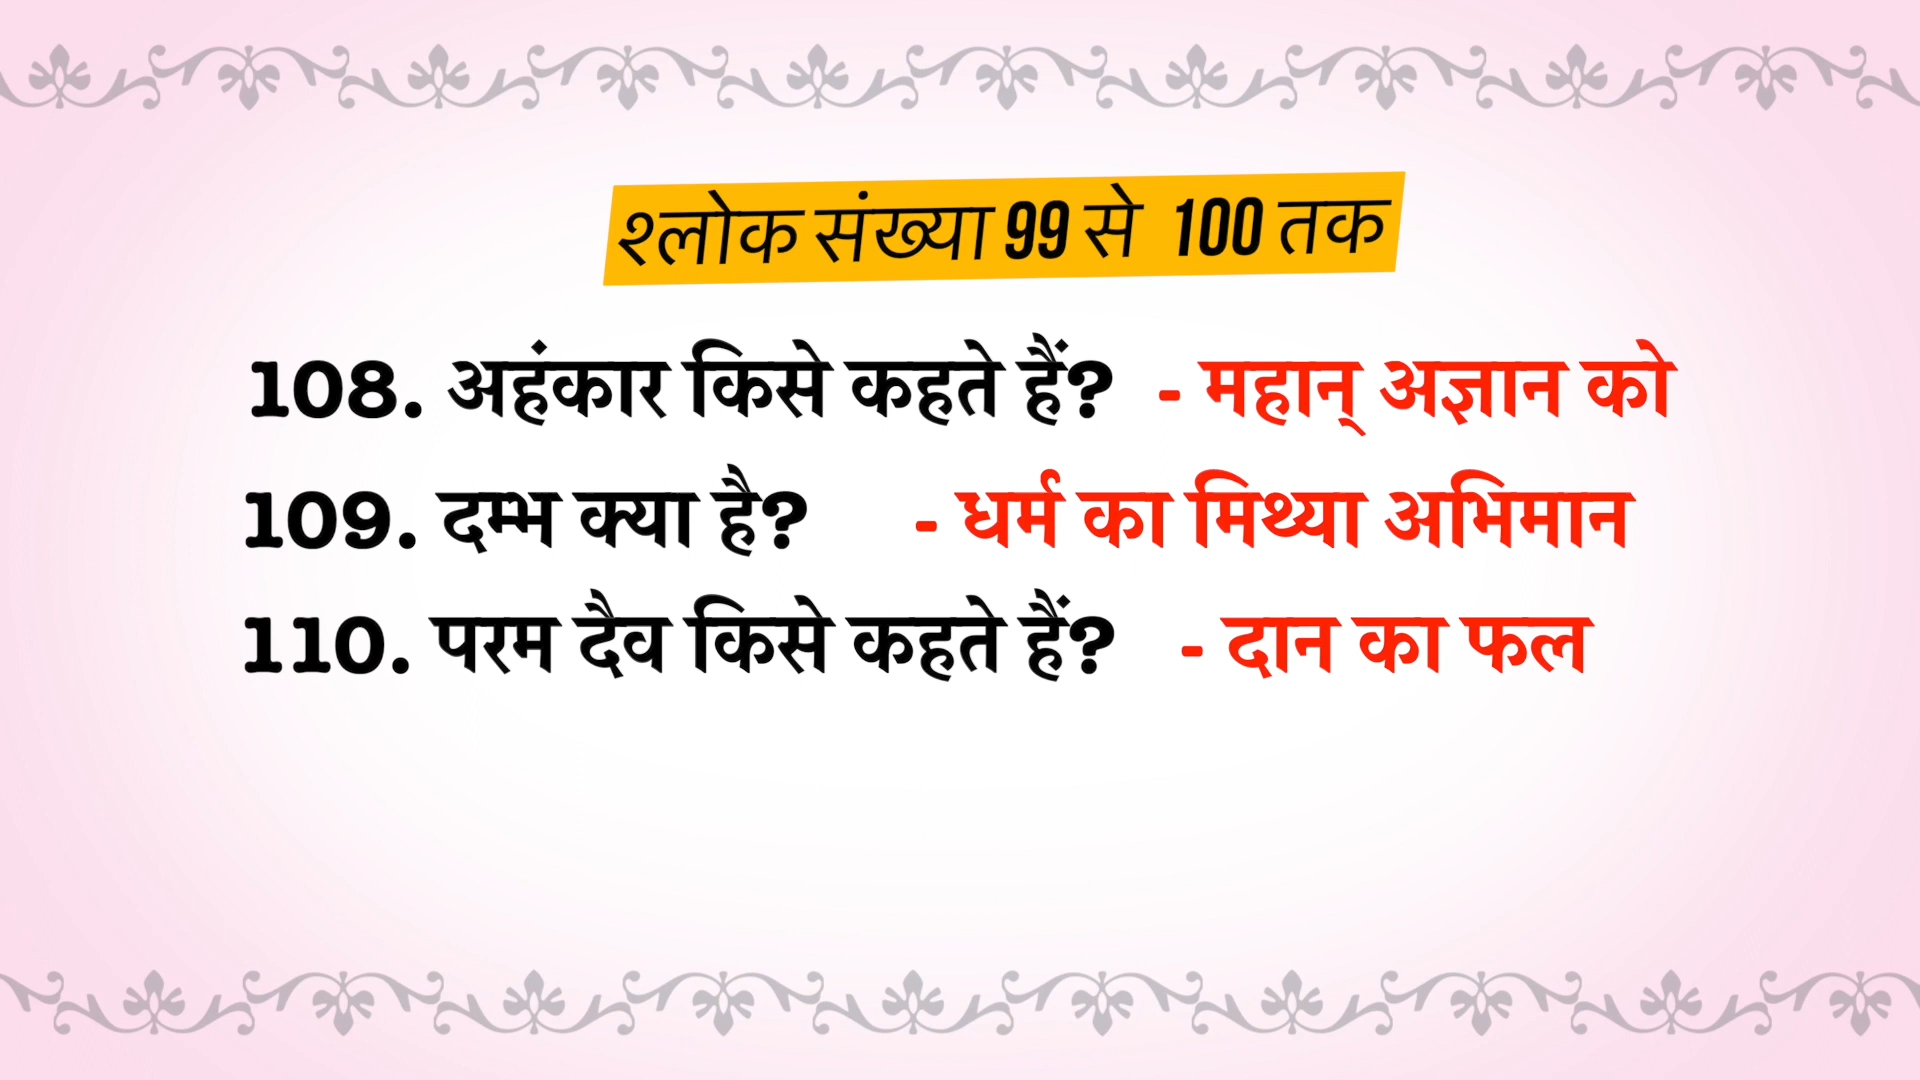 श्लोक संख्या 99 से 100 तक
108. अहंकार किसे कहते हैं? - महान् अज्ञान को
109. दम्भ क्या है? - धर्म का मिथ्या अभिमान
110. परम दैव किसे कहते हैं? - दान का फल